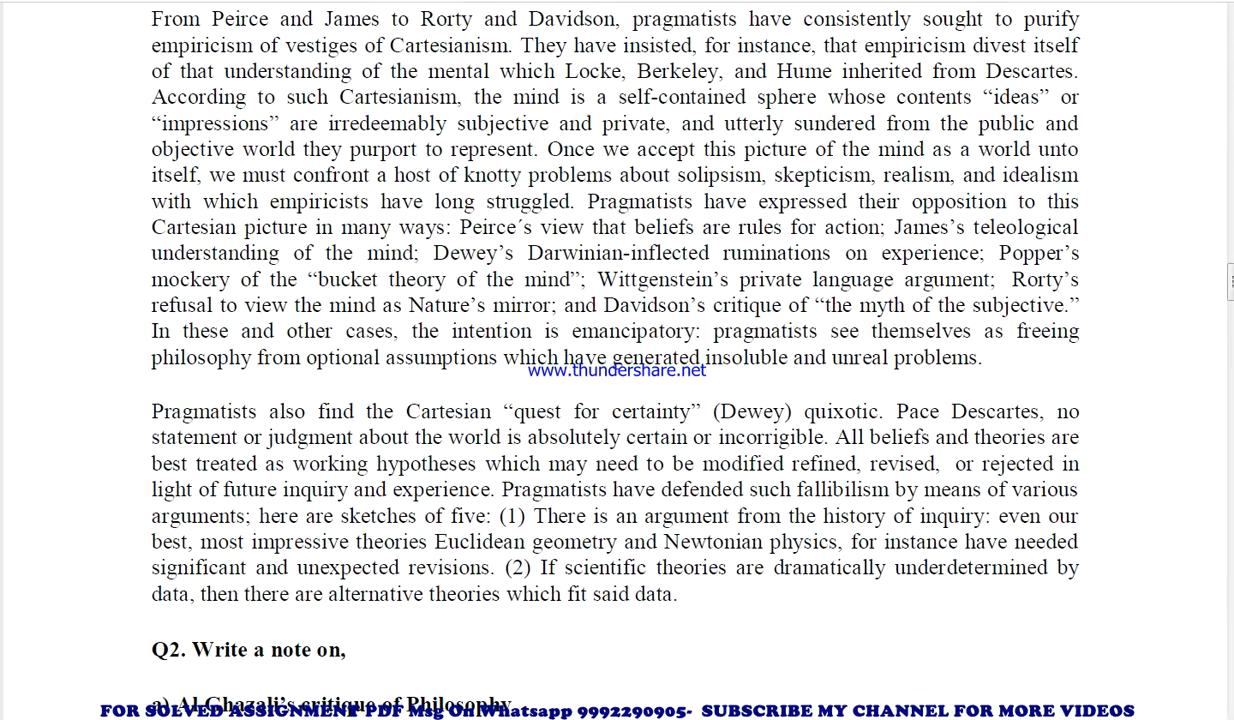 From Peirce and James to Rorty and Davidson, pragmatists have consistently sought to purify
empiricism of vestiges of Cartesianism. They have insisted, for instance, that empiricism divest itself
of that understanding of the mental which Locke, Berkeley, and Hume inherited from Descartes.
According to such Cartesianism, the mind is a self-contained sphere whose contents “ideas” or
“impressions” are irredeemably subjective and private, and utterly sundered from the public and
objective world they purport to represent. Once we accept this picture of the mind as a world unto
itself, we must confront a host of knotty problems about solipsism, skepticism, realism, and idealism
with which empiricists have long struggled. Pragmatists have expressed their opposition to this
Cartesian picture in many ways: Peirce´s view that beliefs are rules for action; James’s teleological
understanding of the mind; Dewey’s Darwinian-inflected ruminations on experience; Popper’s
mockery of the “bucket theory of the mind”; Wittgenstein’s private language argument; Rorty’s
refusal to view the mind as Nature’s mirror; and Davidson’s critique of “the myth of the subjective.”
In these and other cases, the intention is emancipatory: pragmatists see themselves as freeing
philosophy from optional assumptions which have generated insoluble and unreal problems.
www.thundershare.net
Pragmatists also find the Cartesian “quest for certainty” (Dewey) quixotic. Pace Descartes, no
statement or judgment about the world is absolutely certain or incorrigible. All beliefs and theories are
best treated as working hypotheses which may need to be modified refined, revised, or rejected in
light of future inquiry and experience. Pragmatists have defended such fallibilism by means of various
arguments; here are sketches of five: (1) There is an argument from the history of inquiry: even our
best, most impressive theories Euclidean geometry and Newtonian physics, for instance have needed
significant and unexpected revisions. (2) If scientific theories are dramatically underdetermined by
data, then there are alternative theories which fit said data.
Q2. Write a note on,
a) Al-Ghazali’s critique of Philosophy
FOR SOLVED ASSIGNMENT PDF Msg On Whatsapp 9992290905- SUBSCRIBE MY CHANNEL FOR MORE VIDEOS